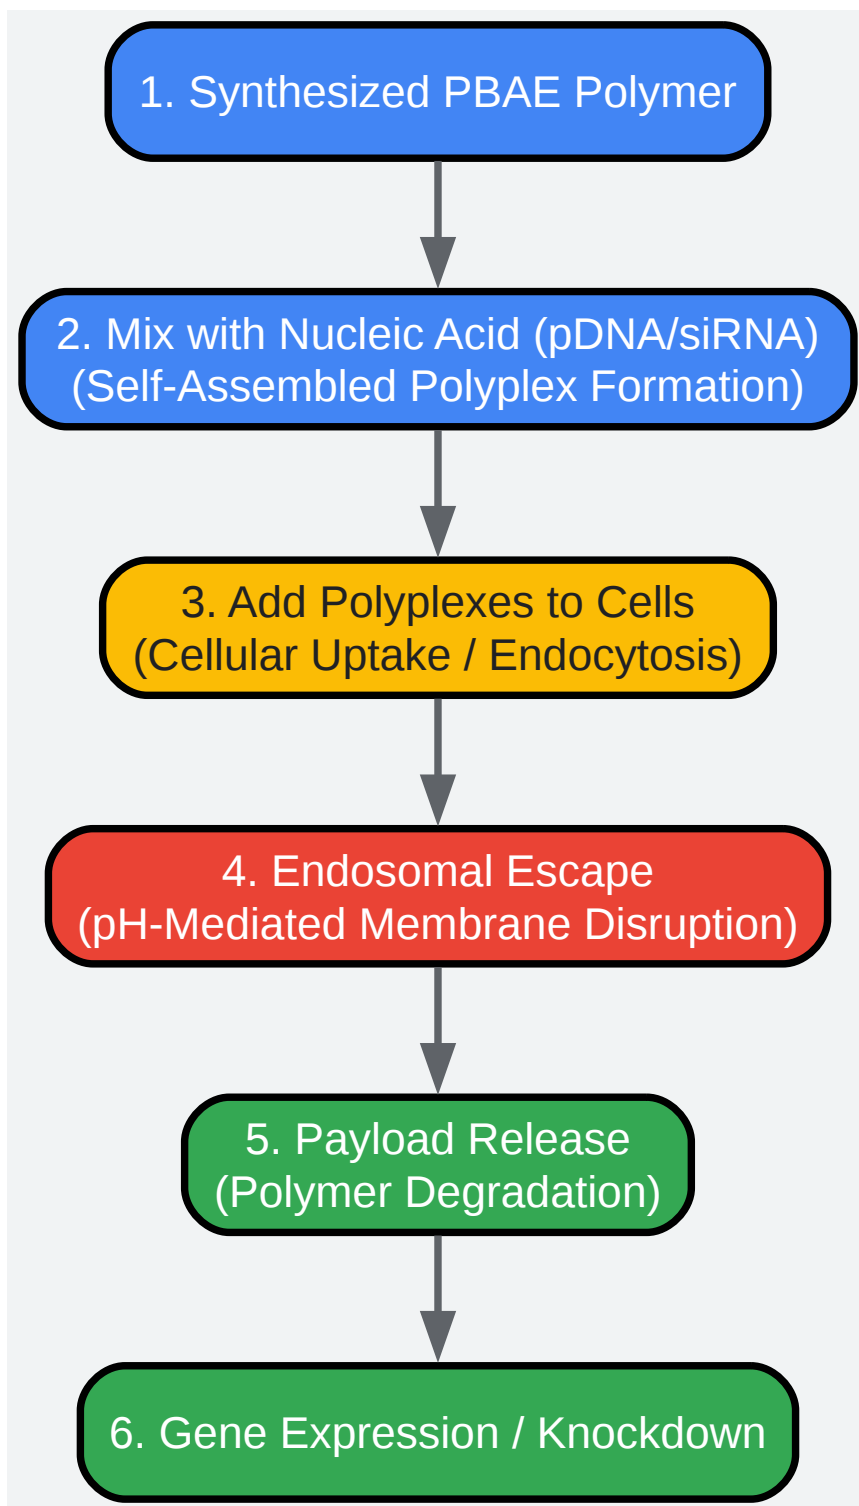 1. Synthesized PBAE Polymer
2. Mix with Nucleic Acid (pDNA/siRNA)
(Self-Assembled Polyplex Formation)
3. Add Polyplexes to Cells
(Cellular Uptake / Endocytosis)
4. Endosomal Escape
(pH-Mediated Membrane Disruption)
5. Payload Release
(Polymer Degradation)
6. Gene Expression / Knockdown